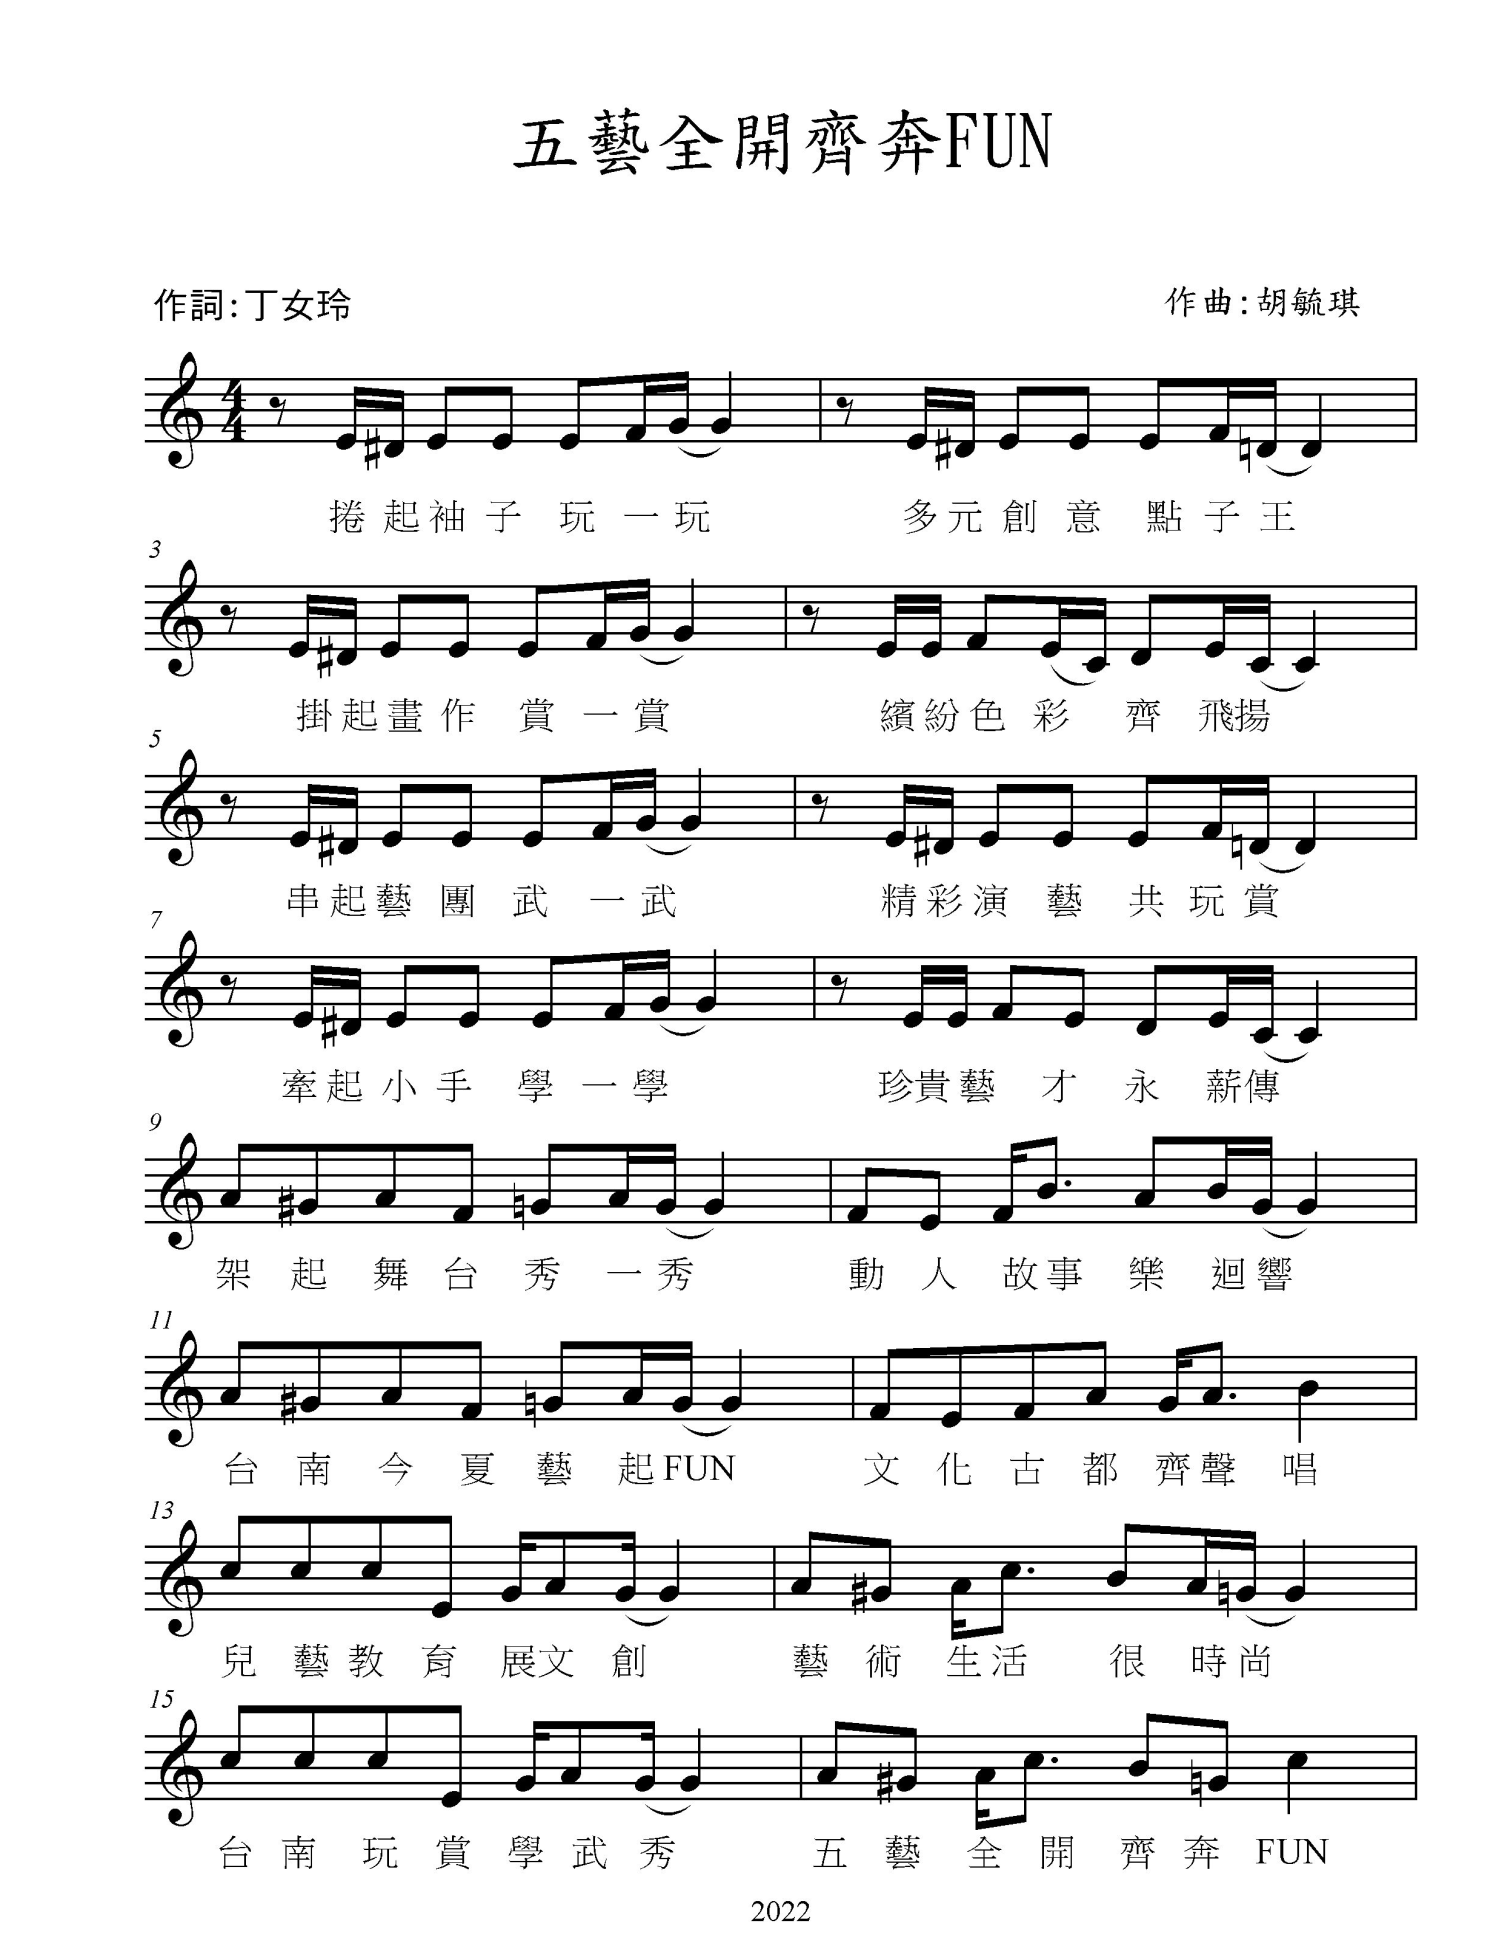 五藝全開齊奔FUN
作詞:丁女玲
作曲:胡毓琪
捲起袖子玩一玩 多元創意點子王
3
掛起畫作賞一賞 繽紛色彩齊飛揚
5
串起藝團武一武 精彩演藝共玩賞
7
牽起小手學一學 珍貴藝才永薪傳
9
架起舞台秀一秀 動人故事樂迴響
11
台南今夏藝起FUN 文化古都齊聲唱
13
兒藝教育展文創 藝術生活很時尚
15
台南玩賞學武秀 五藝全開齊奔FUN
2022